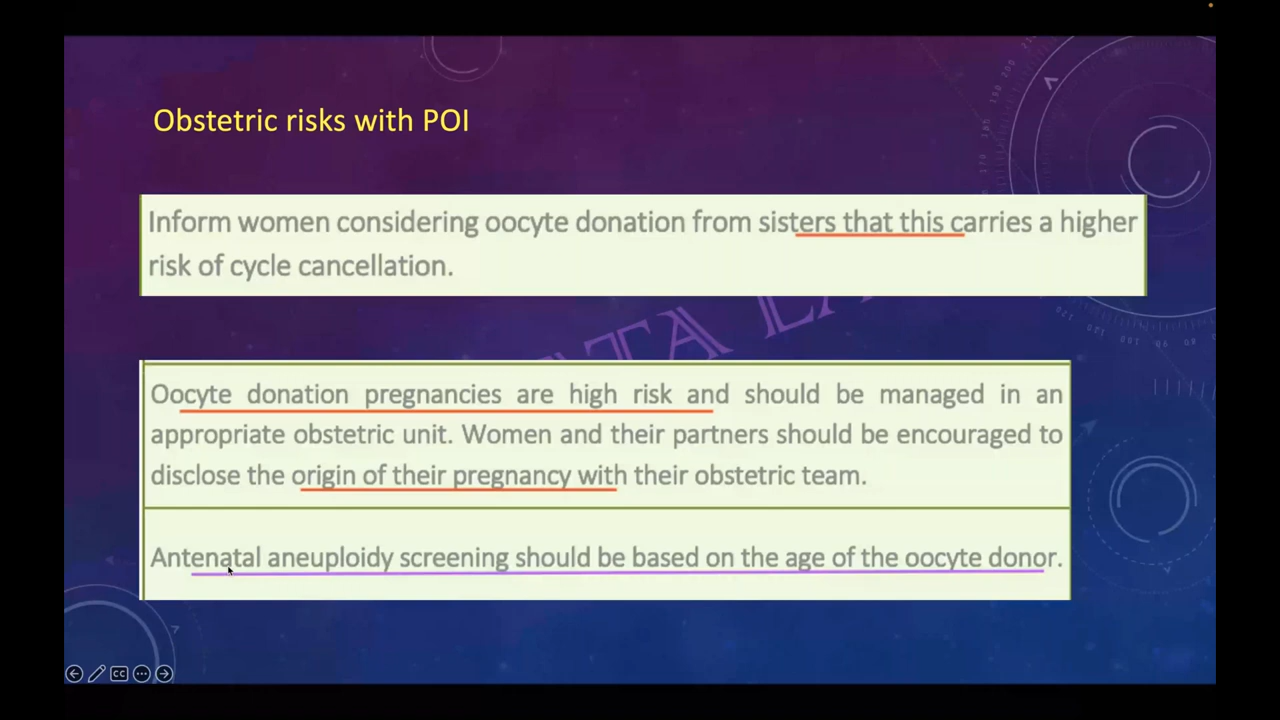 Obstetric risks with POI
Inform women considering oocyte donation from sisters that this carries a higher
risk of cycle cancellation.
Oocyte donation pregnancies are high risk and should be managed in an
appropriate obstetric unit. Women and their partners should be encouraged to
disclose the origin of their pregnancy with their obstetric team.
Antenatal aneuploidy screening should be based on the age of the oocyte donor.
CC